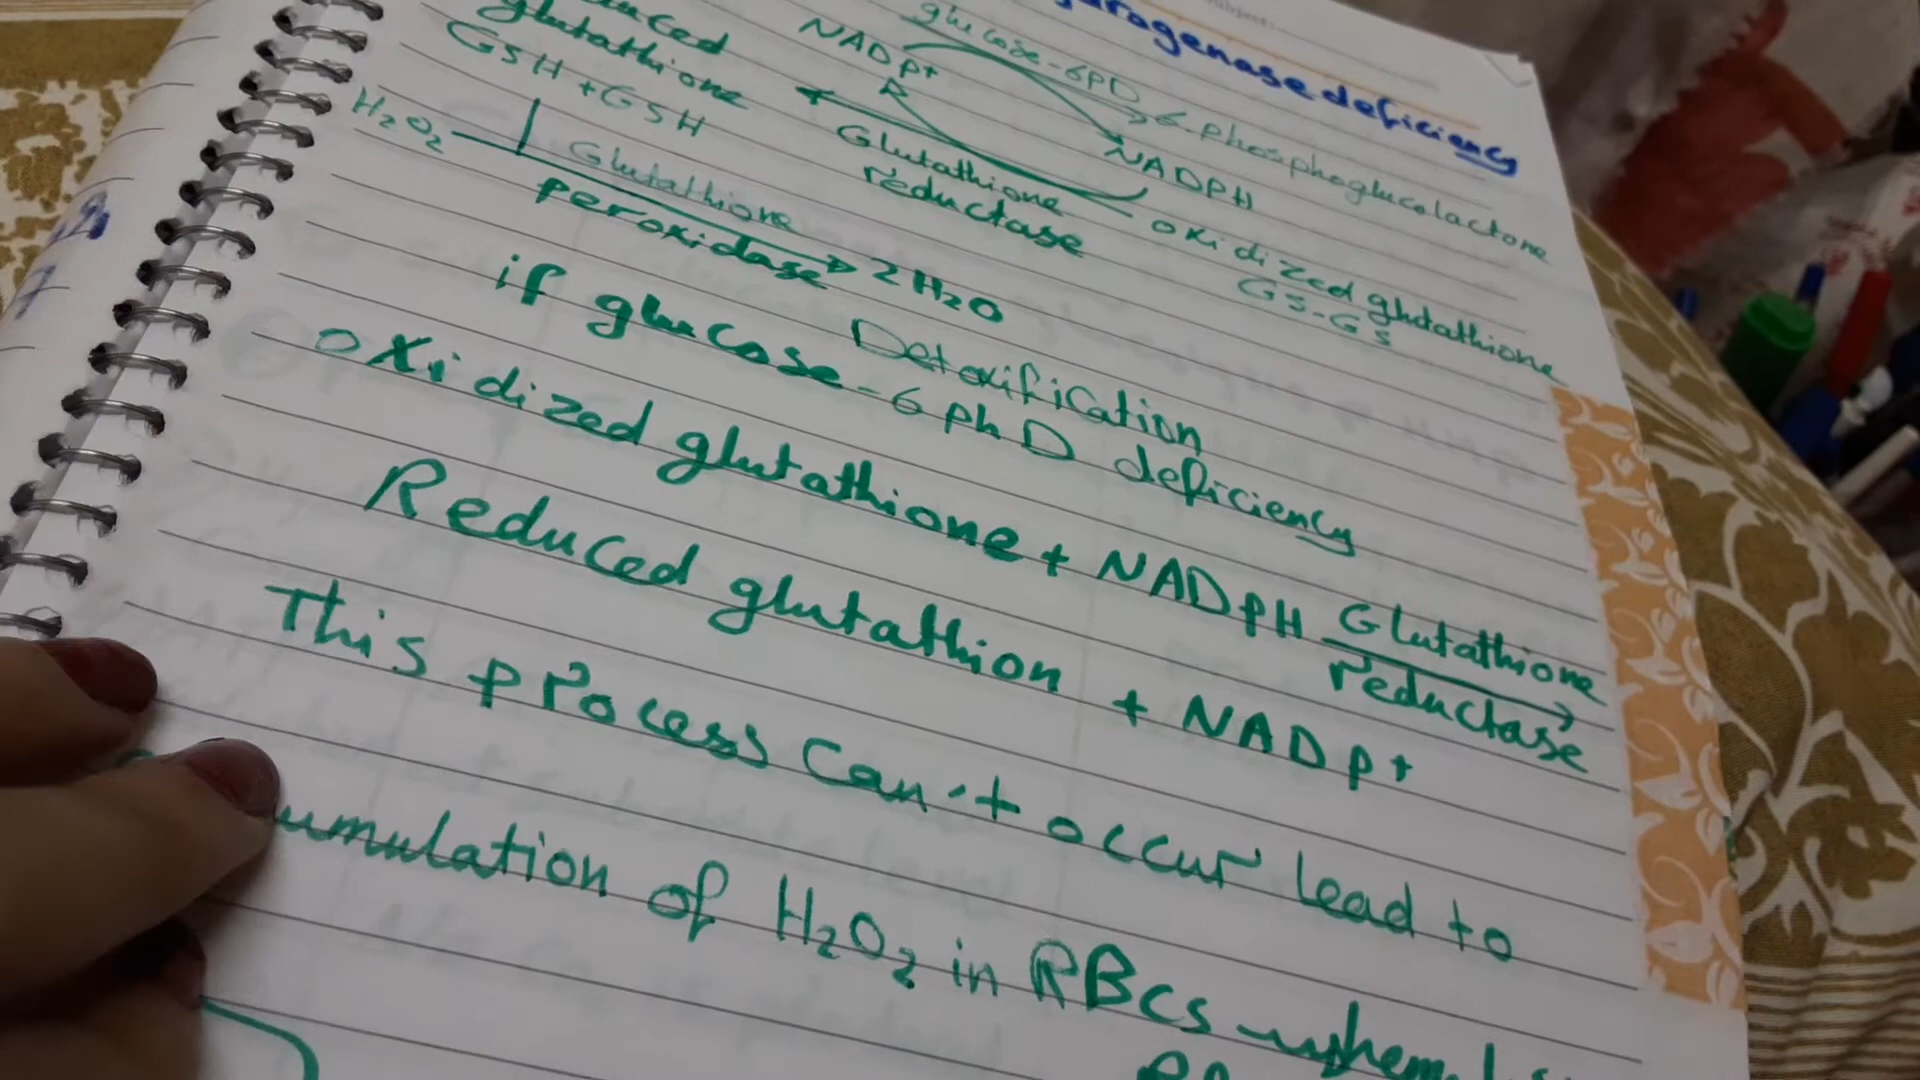 deficiency
glucose-6PD
NADP+
6-phosphoglucolactone
glutathione
GSH+GSH
NADPH
Glutathione
reductase
oxidized glutathione
GS-GS
H2O2
Glutathione
peroxidase
2H2O
Detoxification
if glucose-6phD deficiency
oxidized glutathione + NADPH Glutathione
reductase
Reduced glutathion + NADP+
This process can't occur lead to
umulation of H2O2 in RBCs